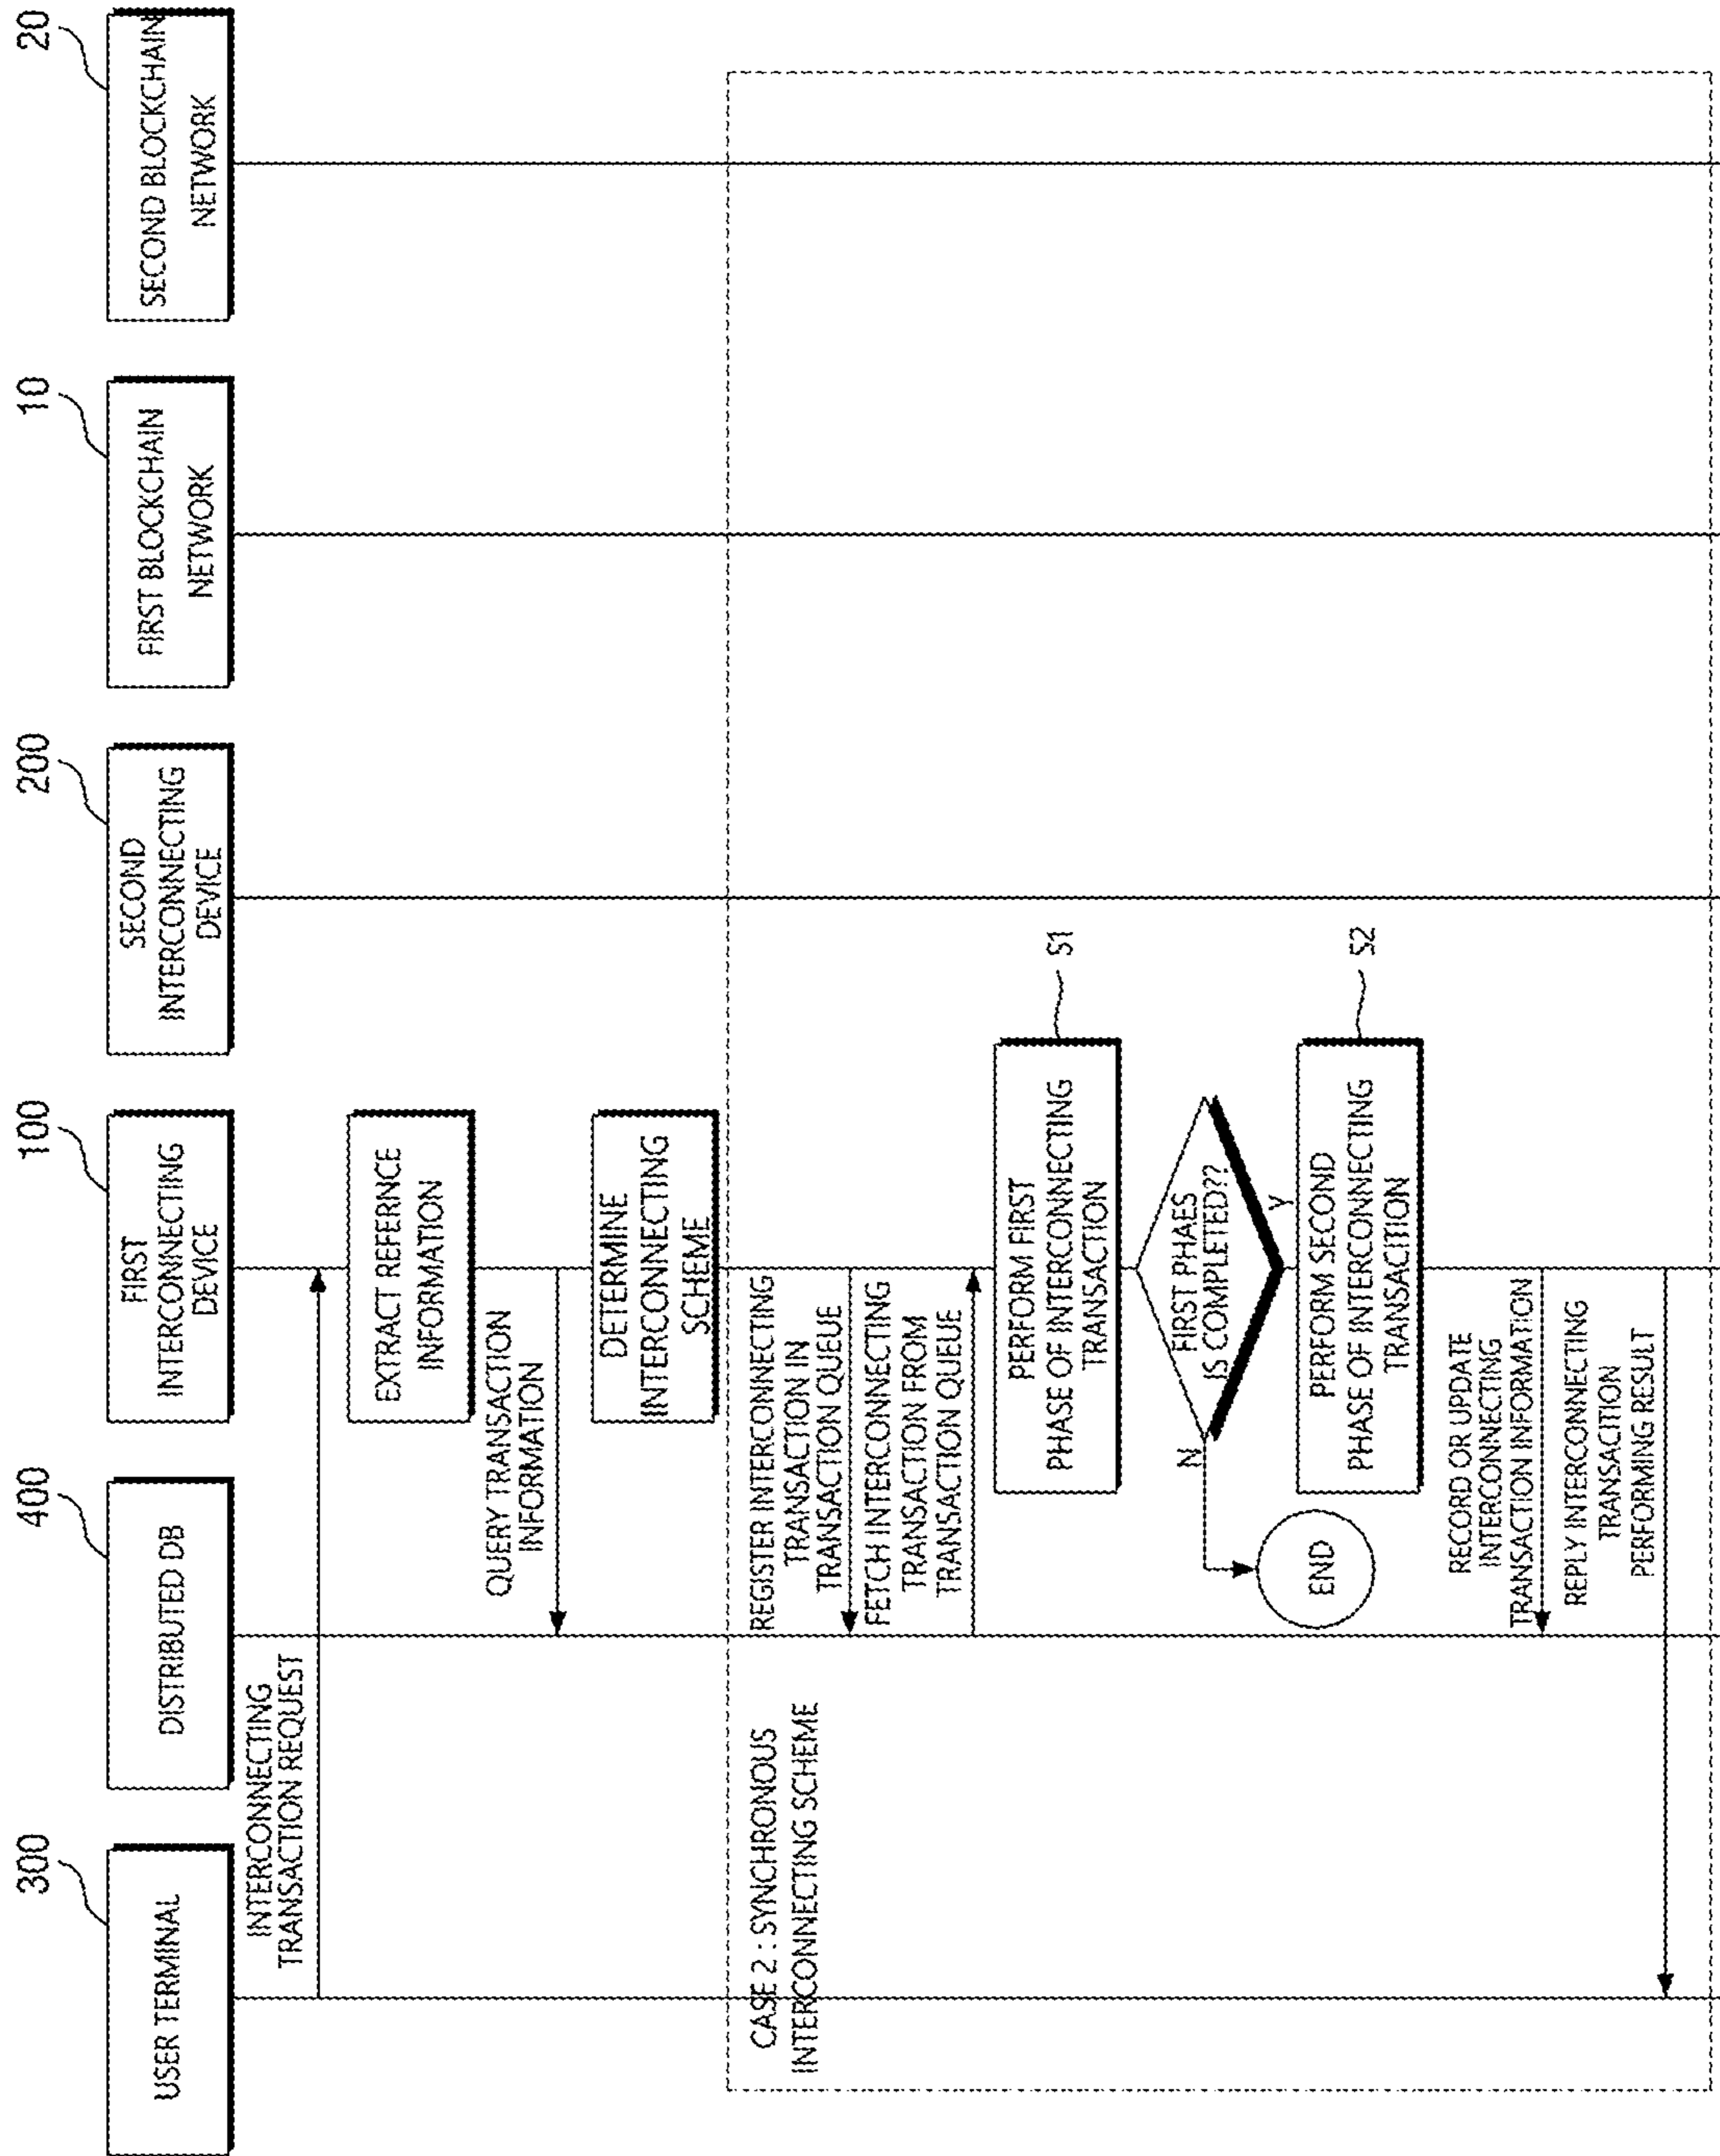 300
400
100
200
10
20
USER TERMINAL
DISTRIBUTED DB
FIRST
INTERCONNECTING
DEVICE
SECOND
INTERCONNECTING
DEVICE
FIRST BLOCKCHAIN
NETWORK
SECOND BLOCKCHAIN
NETWORK
INTERCONNECTING
TRANSACTION REQUEST
EXTRACT REFERENCE
INFORMATION
QUERY TRANSACTION
INFORMATION
DETERMINE
INTERCONNECTING
SCHEME
CASE 2 : SYNCHRONOUS
INTERCONNECTING SCHEME
REGISTER INTERCONNECTING
TRANSACTION IN
TRANSACTION QUEUE
FETCH INTERCONNECTING
TRANSACTION FROM
TRANSACTION QUEUE
PERFORM FIRST
PHASE OF INTERCONNECTING
TRANSACTION
S1
FIRST PHAES
IS COMPLETED??
N
Y
END
PERFORM SECOND
PHASE OF INTERCONNECTING
TRANSACITION
S2
RECORD OR UPDATE
INTERCONNECTING
TRANSACTION INFORMATION
REPLY INTERCONNECTING
TRANSACTION
PERFORMING RESULT